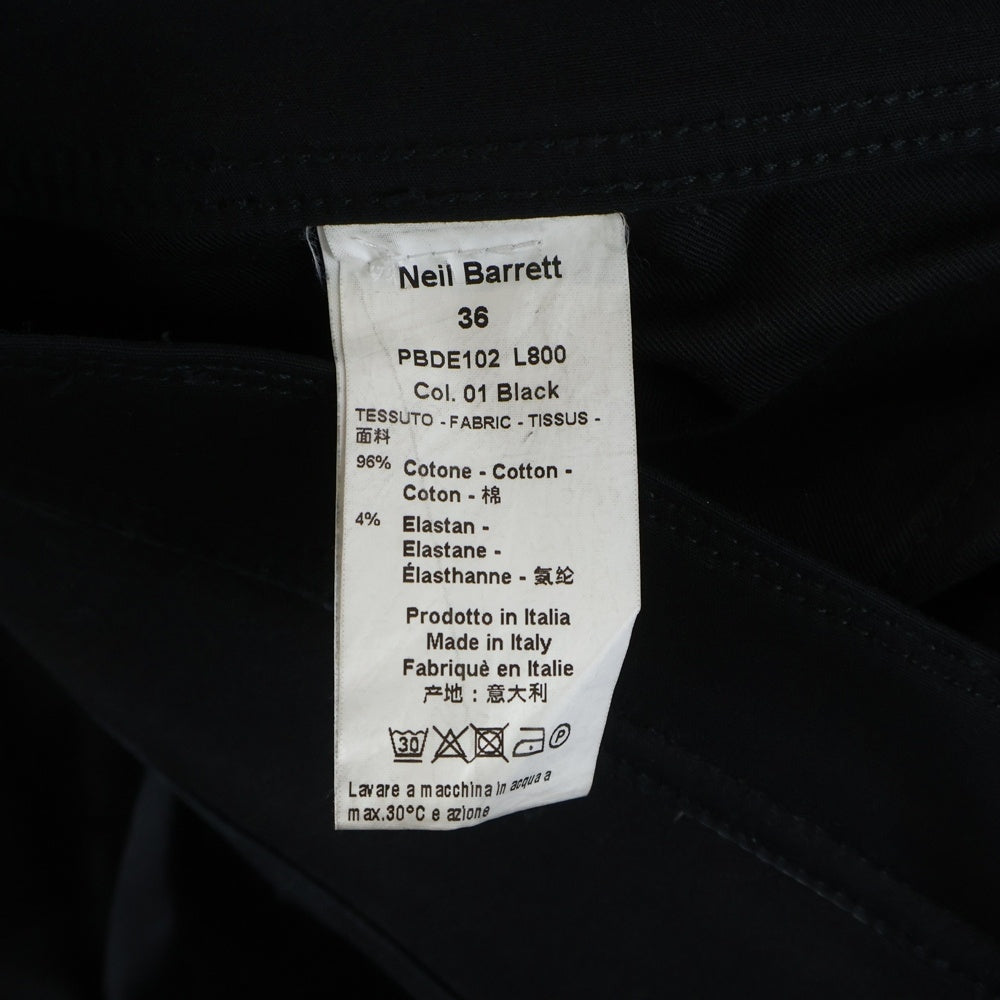 Neil Barrett
36
PBDE102 L800
Col. 01 Black
TESSUTO - FABRIC - TISSUS -
面料
96% Cotone - Cotton -
Coton - 棉
4% Elastan -
Elastane -
Élasthanne - 氨纶
Prodotto in Italia
Made in Italy
Fabriquè en Italie
产地 : 意大利
30 P
Lavare a macchina in acqua a
max.30°C e azione